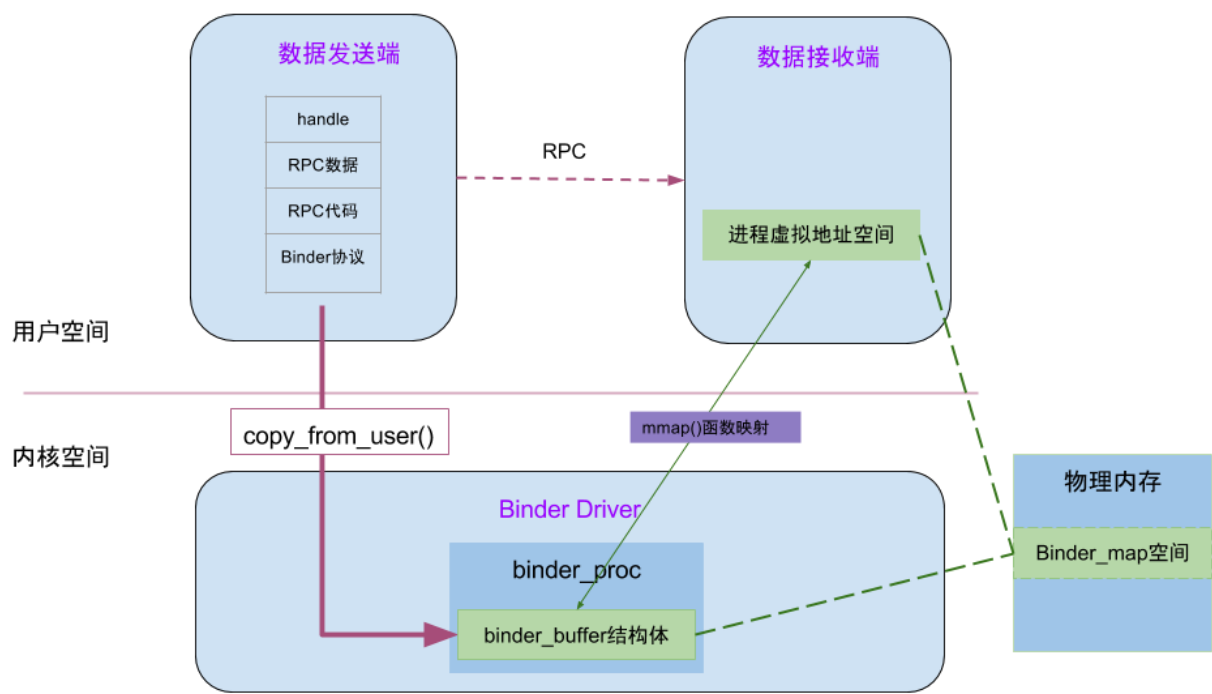 数据发送端
数据接收端
handle
RPC数据
RPC代码
Binder协议
RPC
进程虚拟地址空间
用户空间
copy_from_user()
mmap()函数映射
内核空间
物理内存
Binder Driver
Binder_map空间
binder_proc
binder_buffer结构体